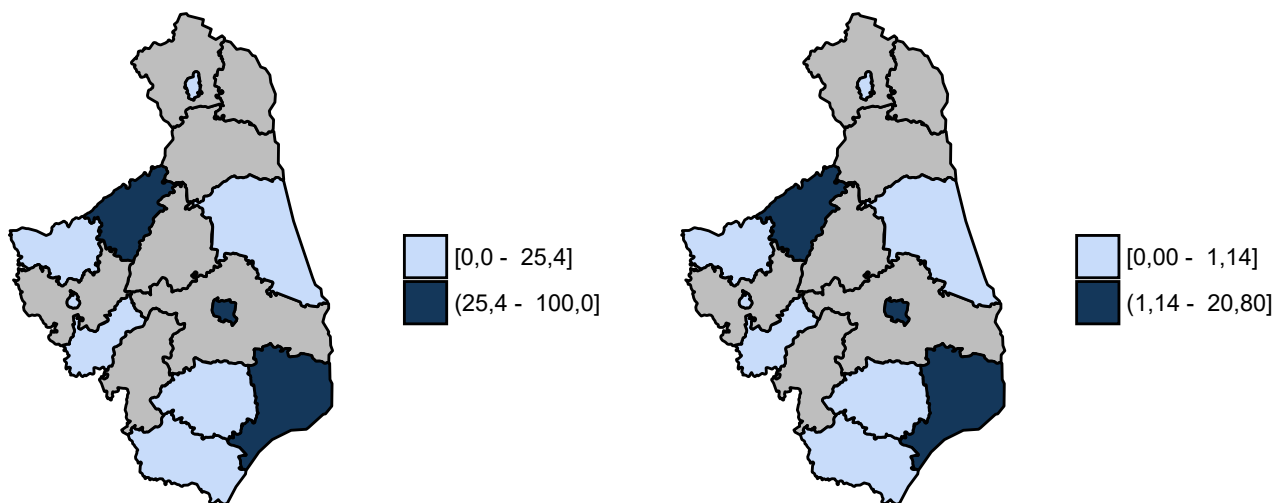 [0,0 - 25,4]
(25,4 - 100,0]
[0,00 - 1,14]
(1,14 - 20,80]